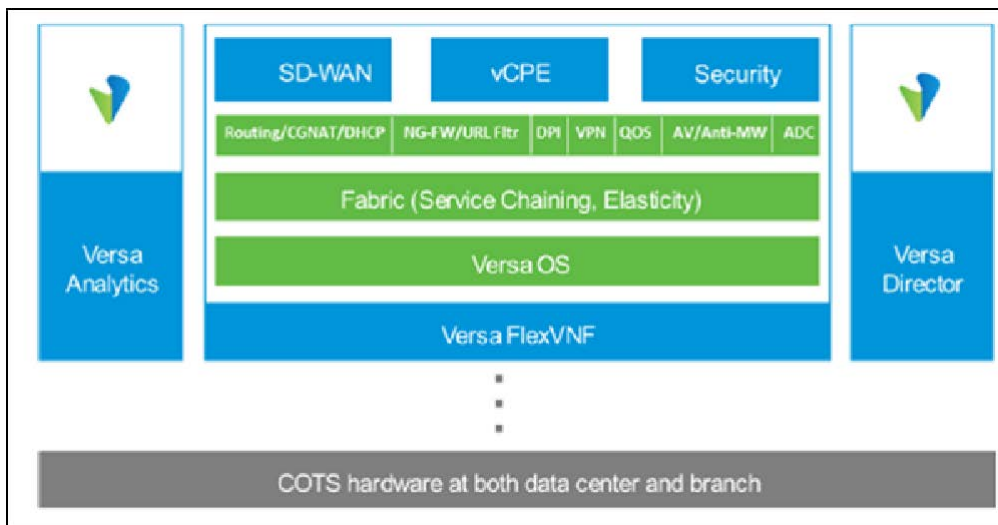 SD-WAN
vCPE
Security
Routing/CGNAT/DHCP
NG-FW/URL Fltr
DPI
VPN
QOS
AV/Anti-MW
ADC
Fabric (Service Chaining, Elasticity)
Versa OS
Versa FlexVNF
Versa
Analytics
Versa
Director
COTS hardware at both data center and branch